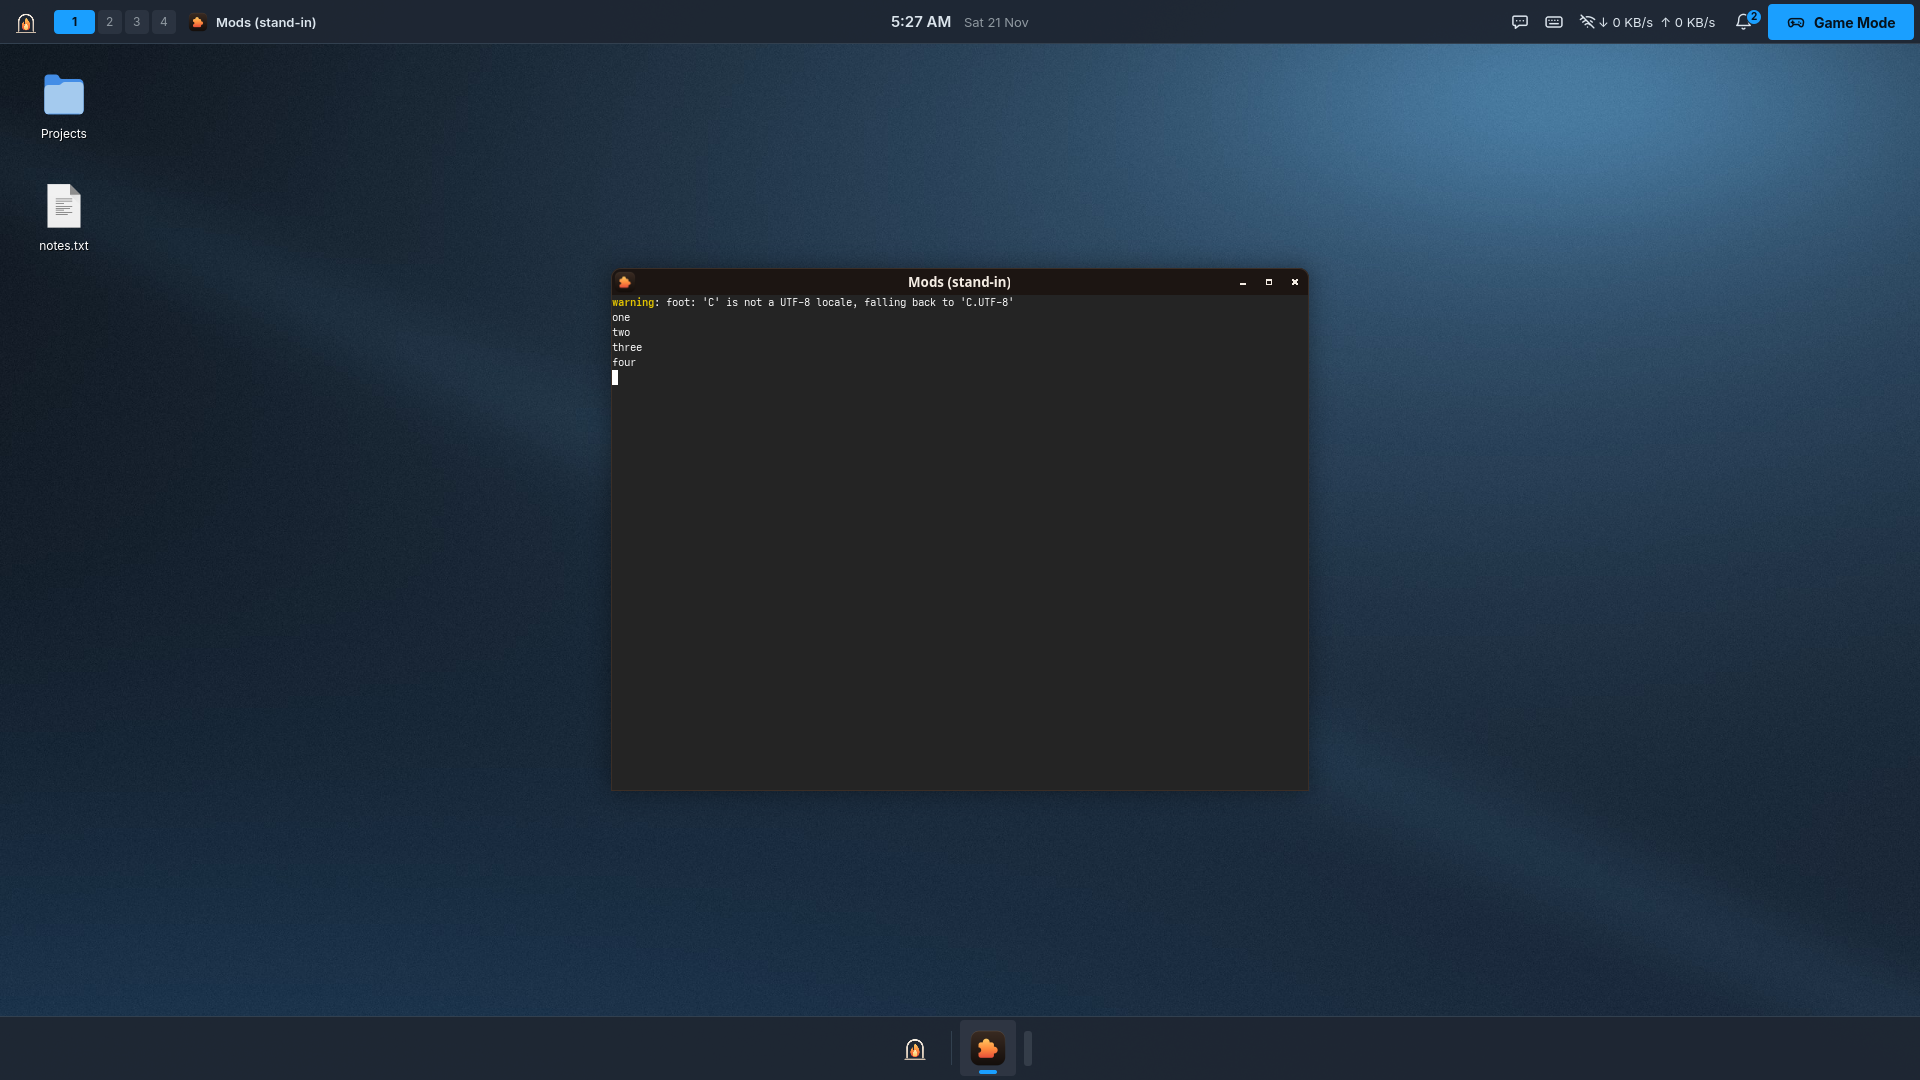 1 2 3 4 Mods (stand-in)
5:27 AM Sat 21 Nov
↓ 0 KB/s ↑ 0 KB/s 2 Game Mode
Projects
notes.txt
Mods (stand-in)
warning: foot: 'C' is not a UTF-8 locale, falling back to 'C.UTF-8'
one
two
three
four